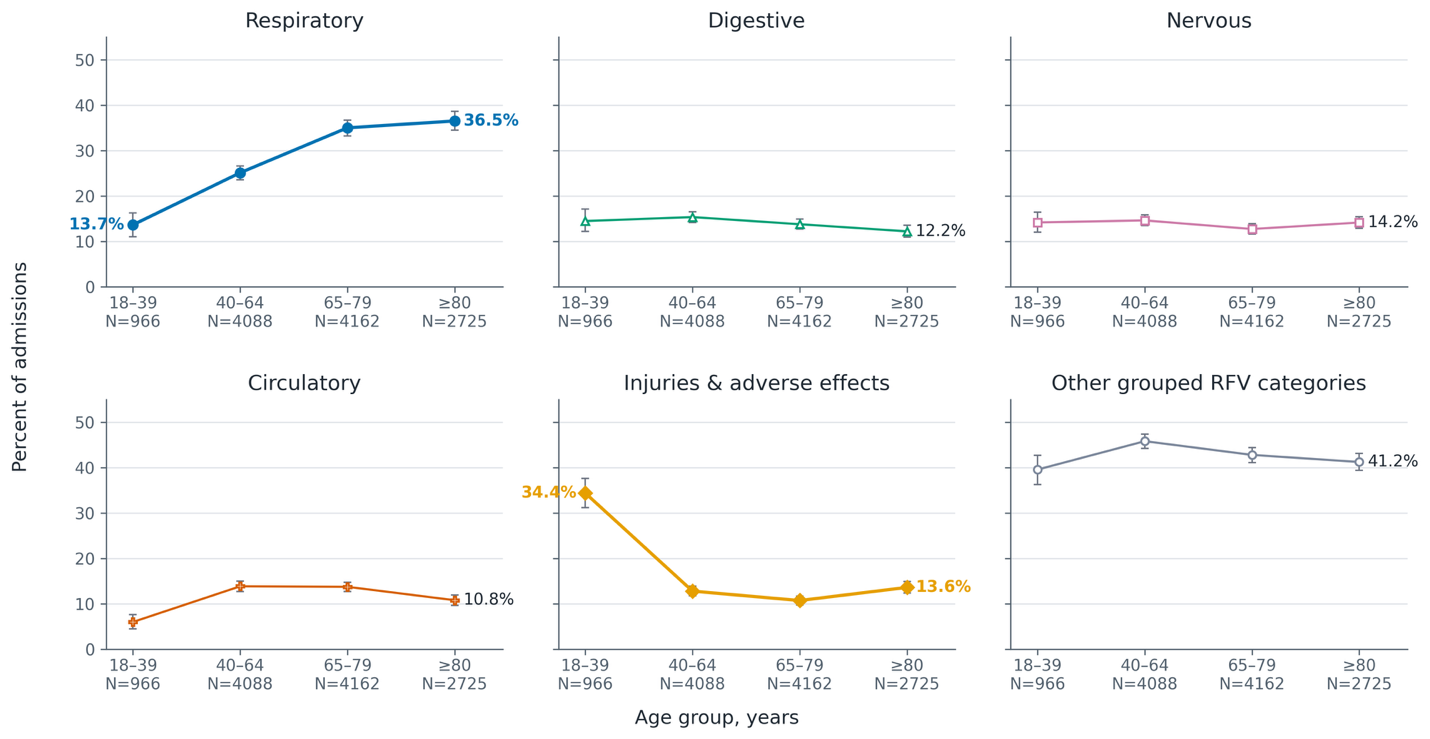 Respiratory
Digestive
Nervous
Percent of admissions
50
40
30
20
10
0
13.7%
36.5%
12.2%
14.2%
18–39
40–64
65–79
≥80
N=966
N=4088
N=4162
N=2725
18–39
40–64
65–79
≥80
N=966
N=4088
N=4162
N=2725
18–39
40–64
65–79
≥80
N=966
N=4088
N=4162
N=2725
Circulatory
Injuries & adverse effects
Other grouped RFV categories
50
40
30
20
10
0
10.8%
34.4%
13.6%
41.2%
18–39
40–64
65–79
≥80
N=966
N=4088
N=4162
N=2725
18–39
40–64
65–79
≥80
N=966
N=4088
N=4162
N=2725
18–39
40–64
65–79
≥80
N=966
N=4088
N=4162
N=2725
Age group, years